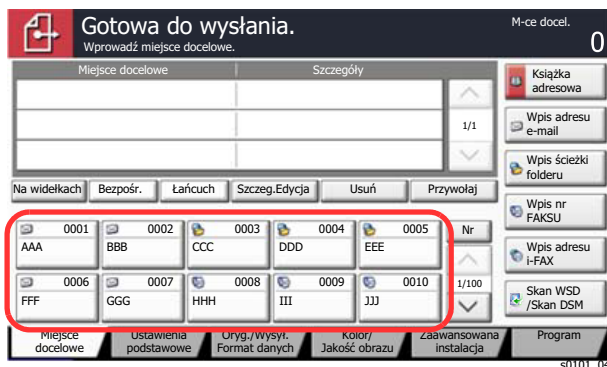 Gotowa do wysłania.
Wprowadź miejsce docelowe.
M-ce docel.
0
Miejsce docelowe
Szczegóły
1/1
Książka
adresowa
Wpis adresu
e-mail
Wpis ścieżki
folderu
Wpis nr
FAKSU
Wpis adresu
i-FAX
Skan WSD
/Skan DSM
Na widełkach
Bezpośr.
Łańcuch
Szczeg.Edycja
Usuń
Przywołaj
0001
AAA
0002
BBB
0003
CCC
0004
DDD
0005
EEE
Nr
0006
FFF
0007
GGG
0008
HHH
0009
III
0010
JJJ
1/100
Miejsce
docelowe
Ustawienia
podstawowe
Oryg./Wysył.
Format danych
Kolor/
Jakość obrazu
Zaawansowana
instalacja
Program